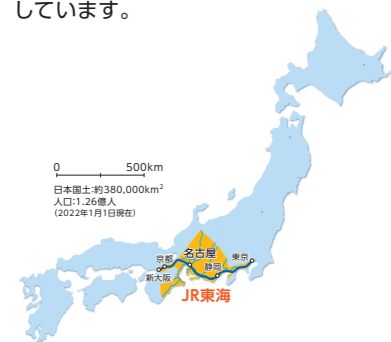 しています。
0 500km
日本国土:約380,000km²
人口:1.26億人
(2022年1月1日現在)
京都 名古屋 東京
新大阪 静岡
JR東海